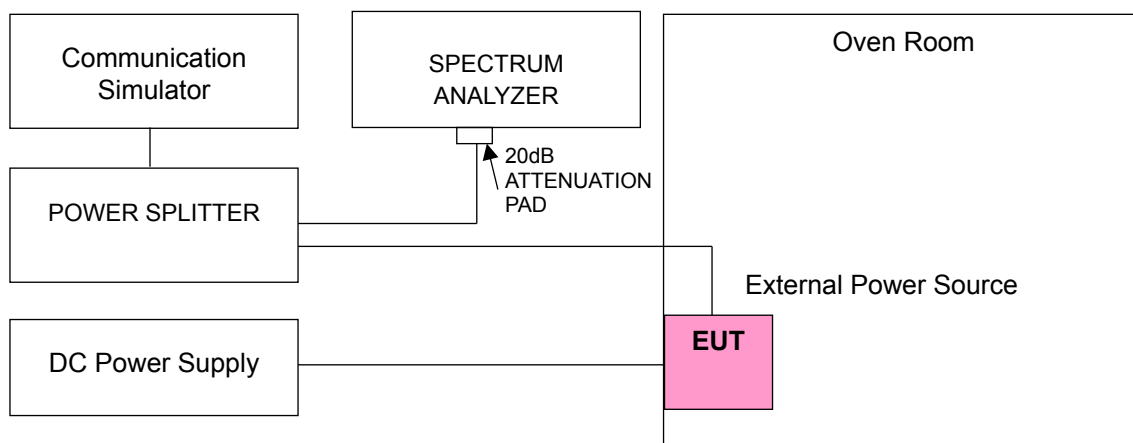 Communication
Simulator
SPECTRUM
ANALYZER
Oven Room
20dB
ATTENUATION
PAD
POWER SPLITTER
External Power Source
EUT
DC Power Supply